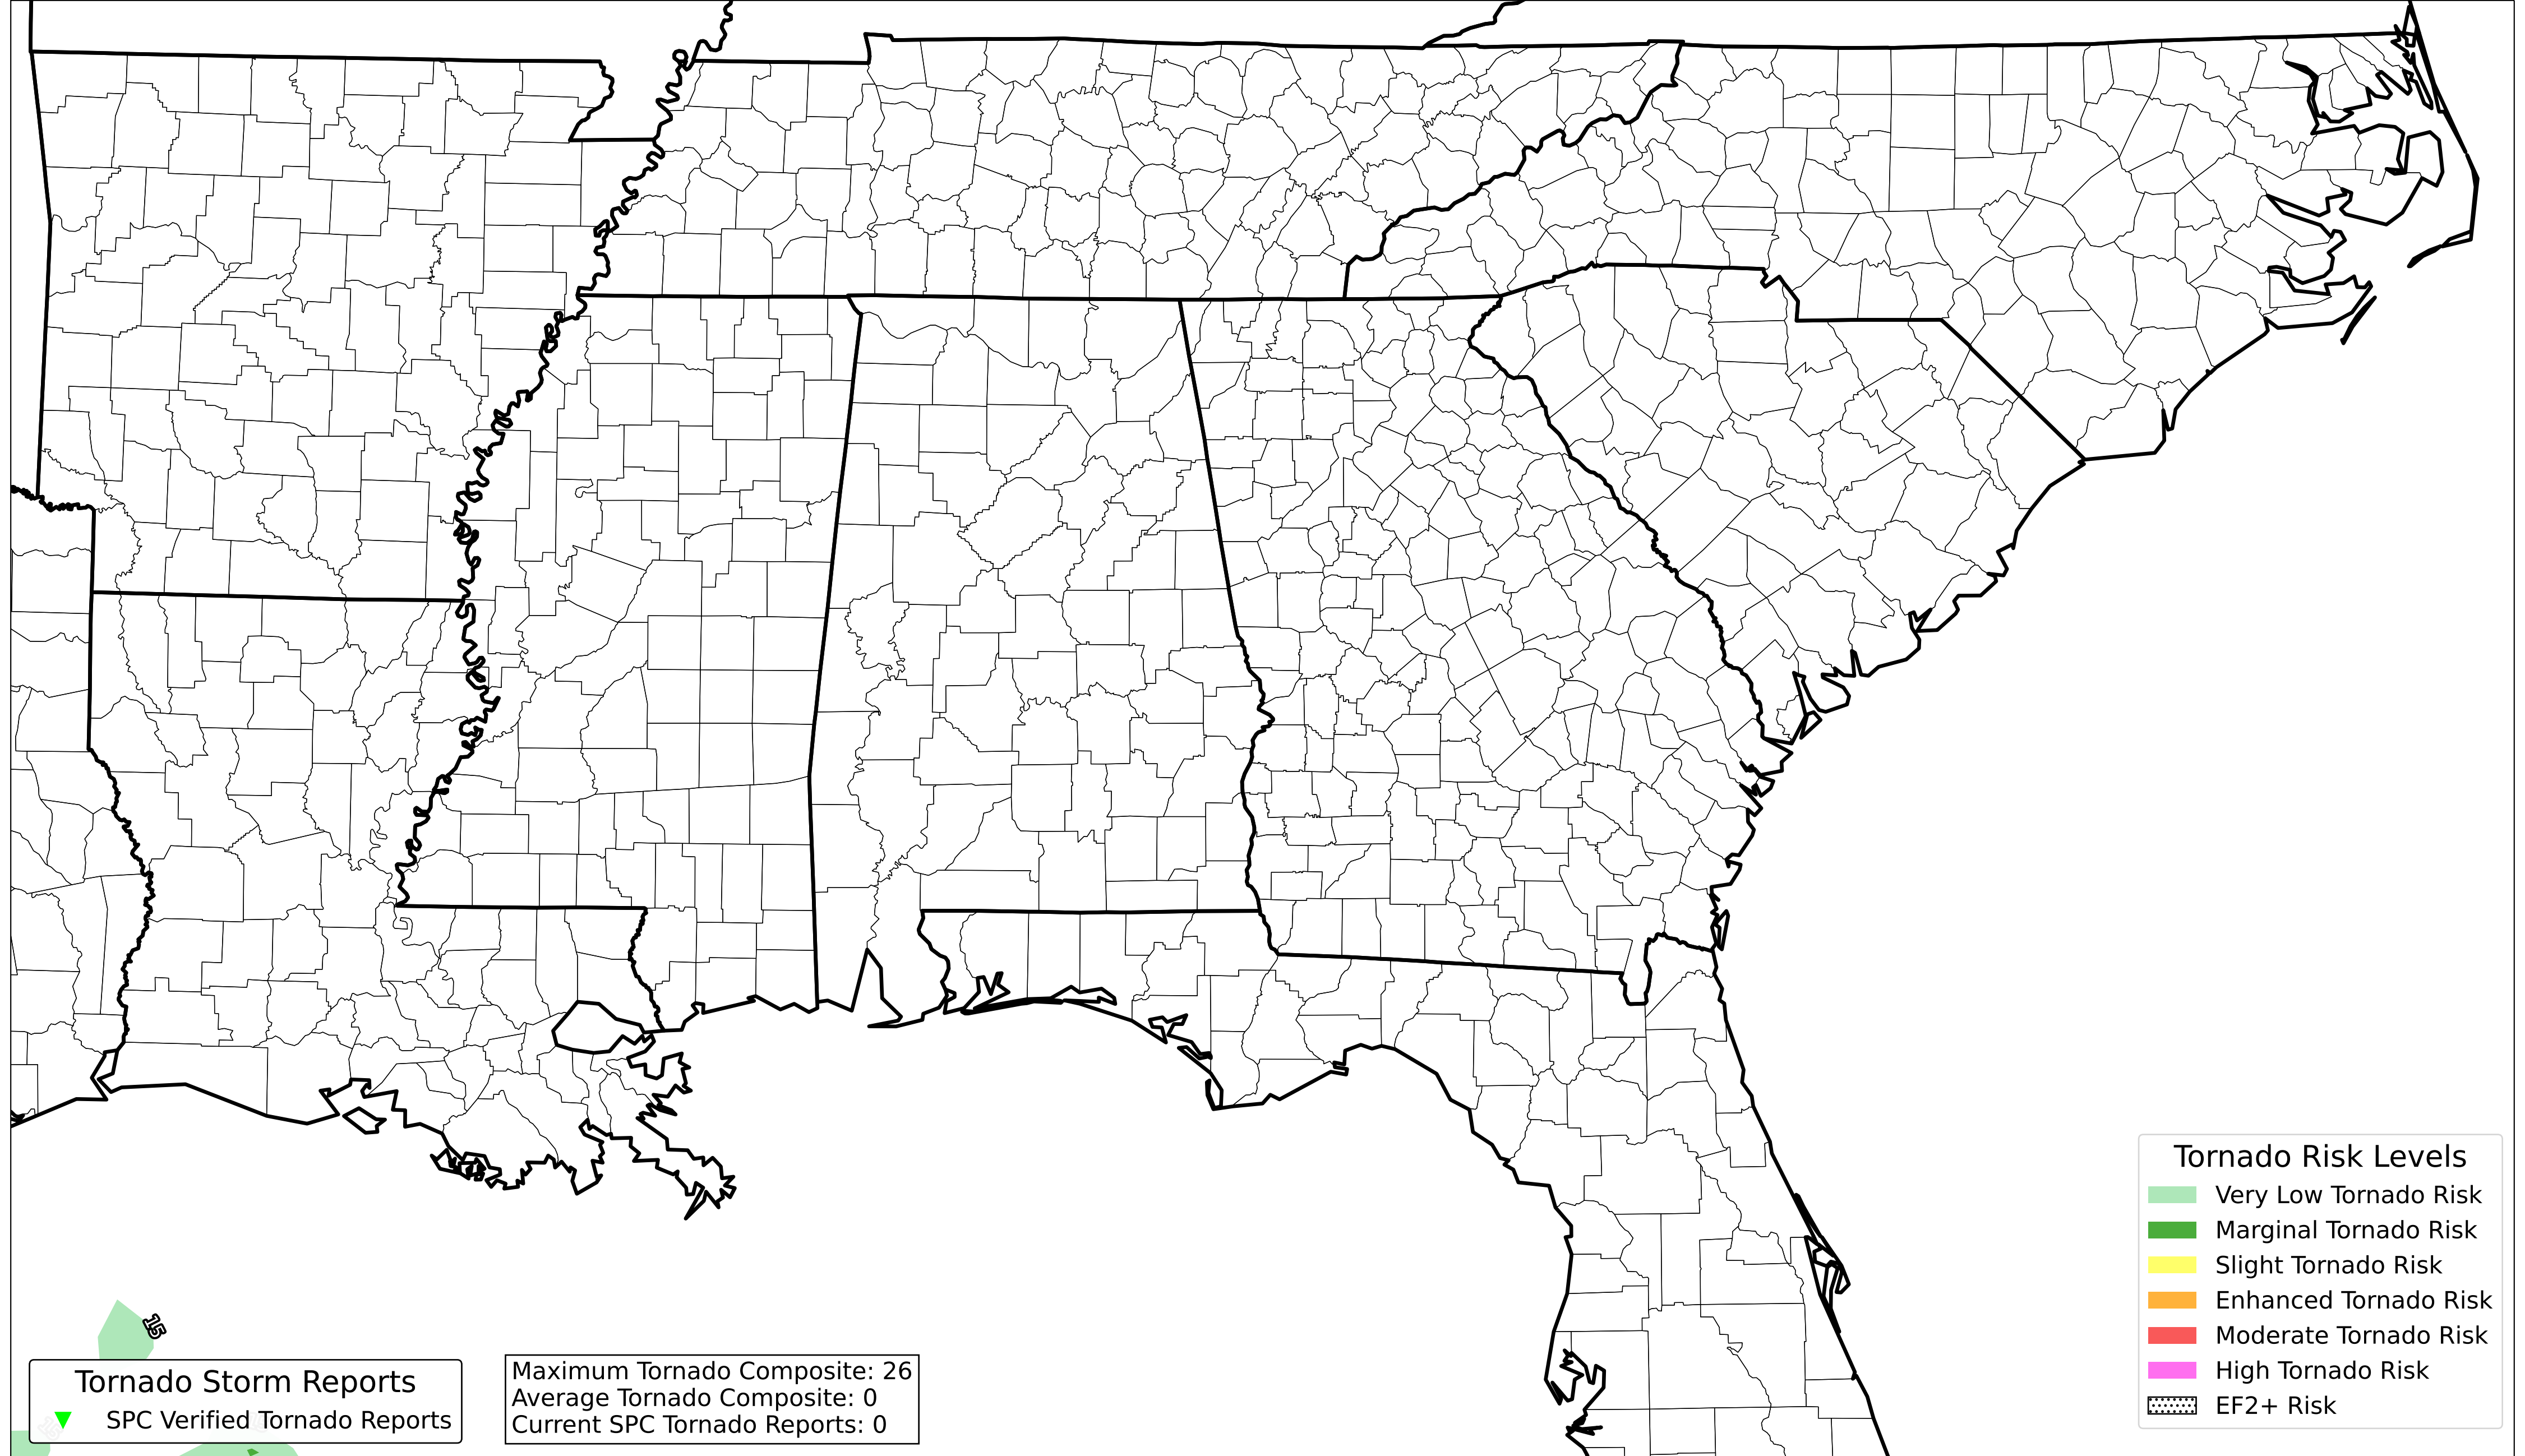 15
Tornado Storm Reports
SPC Verified Tornado Reports
Maximum Tornado Composite: 26
Average Tornado Composite: 0
Current SPC Tornado Reports: 0
Tornado Risk Levels
Very Low Tornado Risk
Marginal Tornado Risk
Slight Tornado Risk
Enhanced Tornado Risk
Moderate Tornado Risk
High Tornado Risk
EF2+ Risk